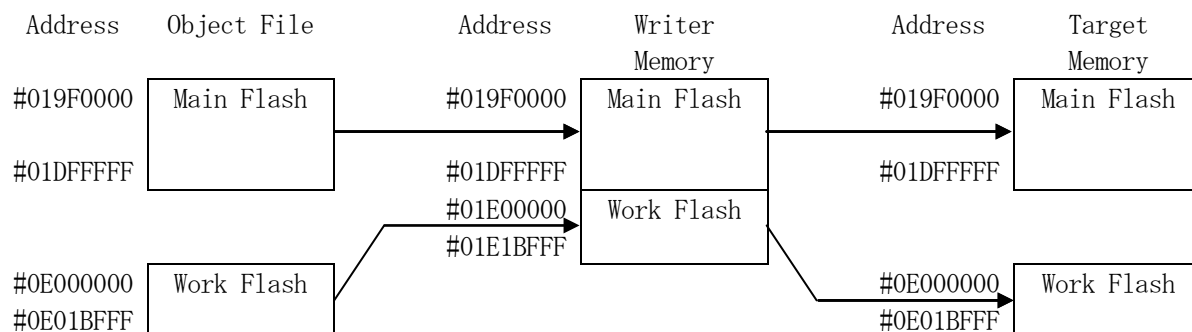 Address Object File Address Writer Memory Address Target Memory
#019F0000 Main Flash #019F0000 Main Flash #019F0000 Main Flash
#01DFFFFF #01DFFFFF #01DFFFFF
#01E00000 Work Flash
#01E1BFFF
#0E000000 Work Flash #0E000000 Work Flash
#0E01BFFF #0E01BFFF